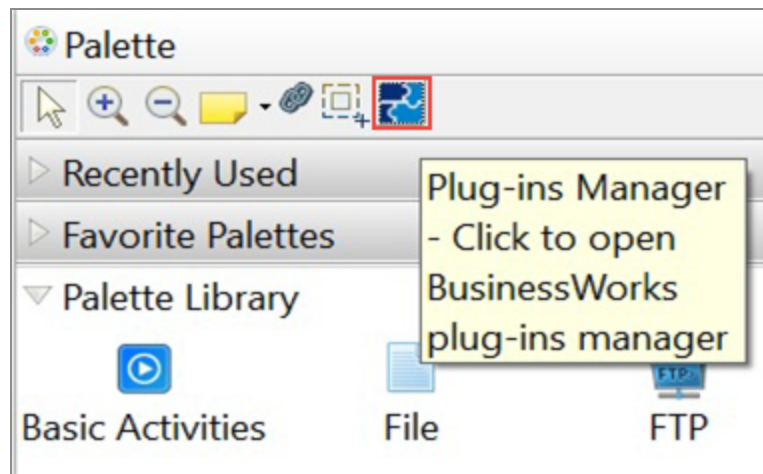 Palette
Recently Used
Plug-ins Manager
- Click to open
BusinessWorks
plug-ins manager
Favorite Palettes
Palette Library
FTP
Basic Activities
File
FTP